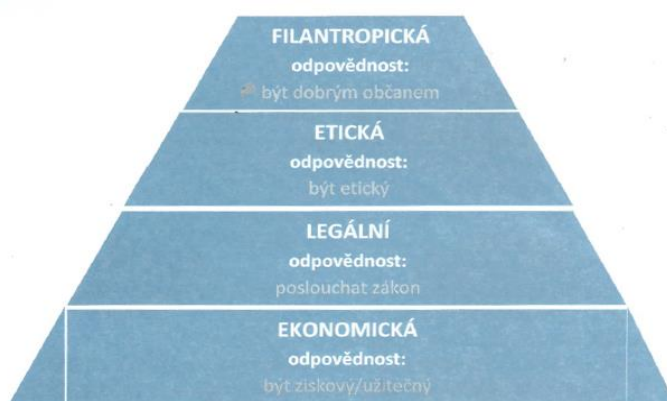 FILANTROPICKÁ
odpovědnost:
být dobrým občanem
ETICKÁ
odpovědnost:
být etický
LEGÁLNÍ
odpovědnost:
poslouchat zákon
EKONOMICKÁ
odpovědnost:
být ziskový/užitečný